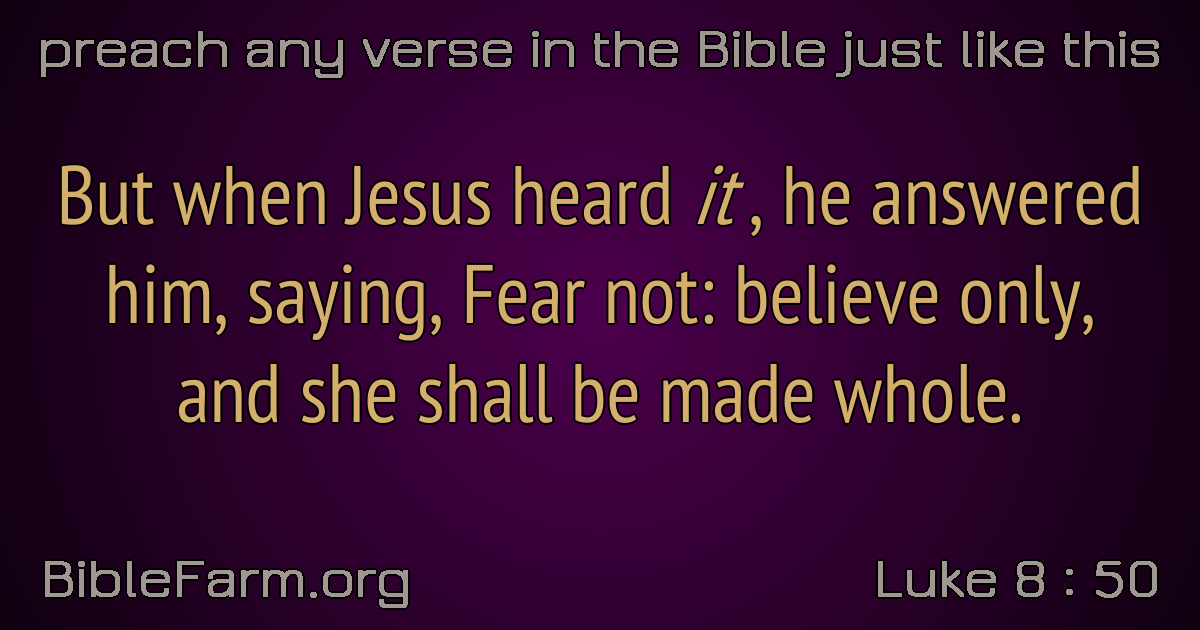 preach any verse in the Bible just like this
But when Jesus heard it, he answered
him, saying, Fear not: believe only,
and she shall be made whole.
BibleFarm.org
Luke 8 : 50